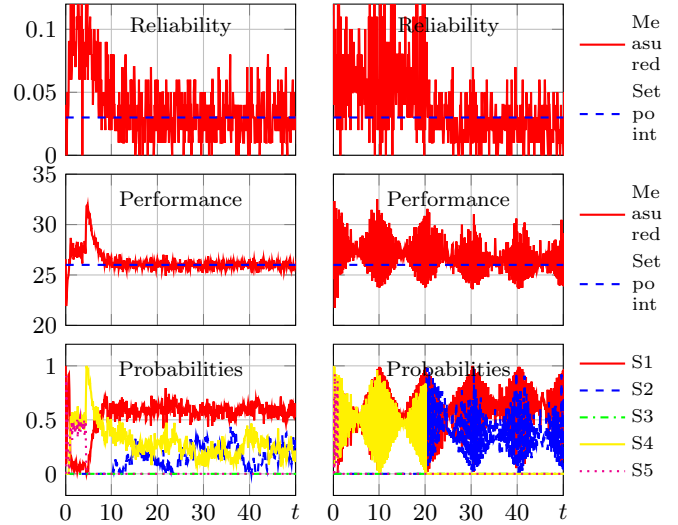 0.12
Reliability
Reliability
0.05
0
Me
asu
red
Set
po
int
35
Performance
Performance
30
25
20
Me
asu
red
Set
po
int
1
Probabilities
Probabilities
0.5
0
S1
S2
S3
S4
S5
0 10 20 30 40 t
0 10 20 30 40 t